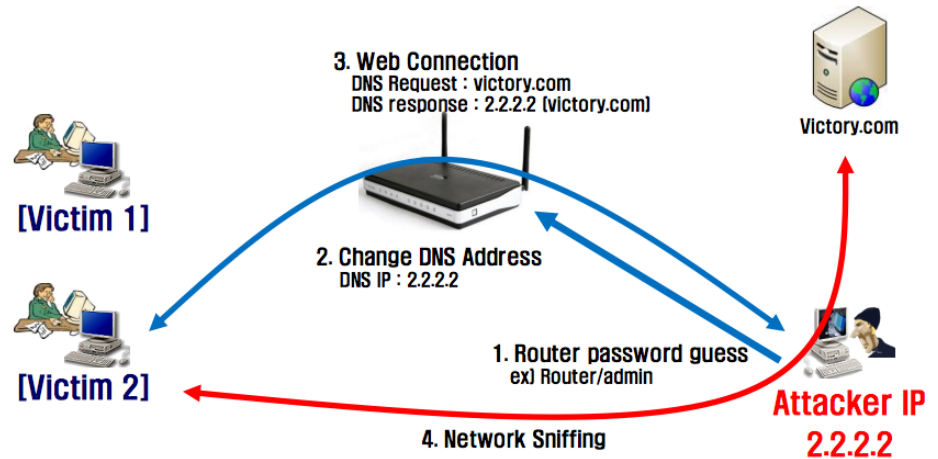 3. Web Connection
DNS Request : victory.com
DNS response : 2.2.2.2 (victory.com)
Victory.com
[Victim 1]
2. Change DNS Address
DNS IP : 2.2.2.2
1. Router password guess
ex) Router/admin
[Victim 2]
Attacker IP
2.2.2.2
4. Network Sniffing